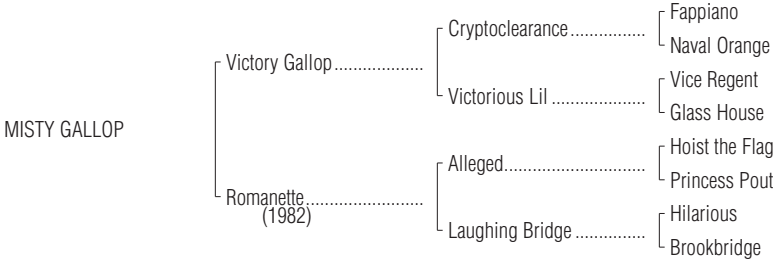 Fappiano
Cryptoclearance................
Naval Orange
Victory Gallop...................
Vice Regent
Victorious Lil ....................
Glass House
MISTY GALLOP
Hoist the Flag
Alleged..............................
Princess Pout
Romanette.........................
(1982)
Hilarious
Laughing Bridge ...............
Brookbridge